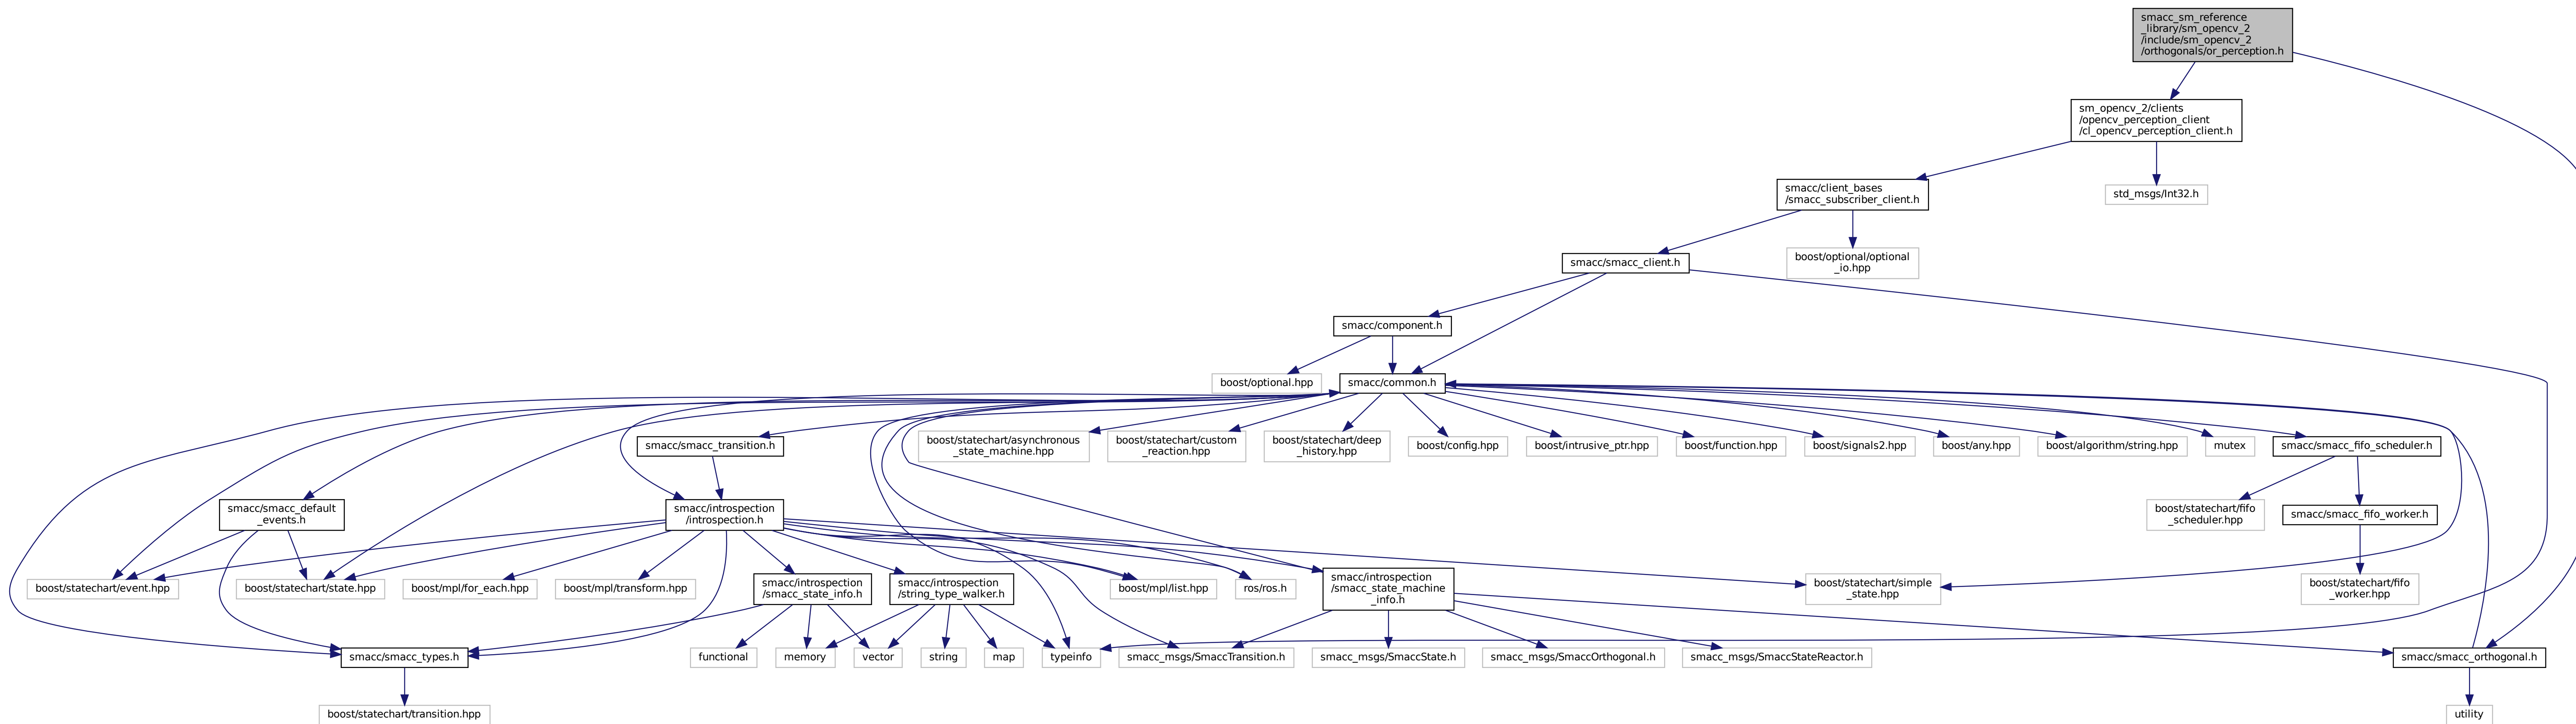 smacc_sm_reference
_library/sm_opencv_2
/include/sm_opencv_2
/orthogonals/or_perception.h
sm_opencv_2/clients
/opencv_perception_client
/cl_opencv_perception_client.h
smacc/client_bases
/smacc_subscriber_client.h
std_msgs/Int32.h
smacc/smacc_client.h
boost/optional/optional
_io.hpp
smacc/component.h
boost/optional.hpp
smacc/common.h
smacc/smacc_transition.h
boost/statechart/asynchronous
_state_machine.hpp
boost/statechart/custom
_reaction.hpp
boost/statechart/deep
_history.hpp
boost/config.hpp
boost/intrusive_ptr.hpp
boost/function.hpp
boost/signals2.hpp
boost/any.hpp
boost/algorithm/string.hpp
mutex
smacc/smacc_fifo_scheduler.h
smacc/smacc_default
_events.h
smacc/introspection
/introspection.h
boost/statechart/fifo
_scheduler.hpp
smacc/smacc_fifo_worker.h
boost/statechart/event.hpp
boost/statechart/state.hpp
boost/mpl/for_each.hpp
boost/mpl/transform.hpp
smacc/introspection
/smacc_state_info.h
smacc/introspection
/string_type_walker.h
boost/mpl/list.hpp
ros/ros.h
smacc/introspection
/smacc_state_machine
_info.h
boost/statechart/simple
_state.hpp
boost/statechart/fifo
_worker.hpp
smacc/smacc_types.h
functional
memory
vector
string
map
typeinfo
smacc_msgs/SmaccTransition.h
smacc_msgs/SmaccState.h
smacc_msgs/SmaccOrthogonal.h
smacc_msgs/SmaccStateReactor.h
smacc/smacc_orthogonal.h
boost/statechart/transition.hpp
utility